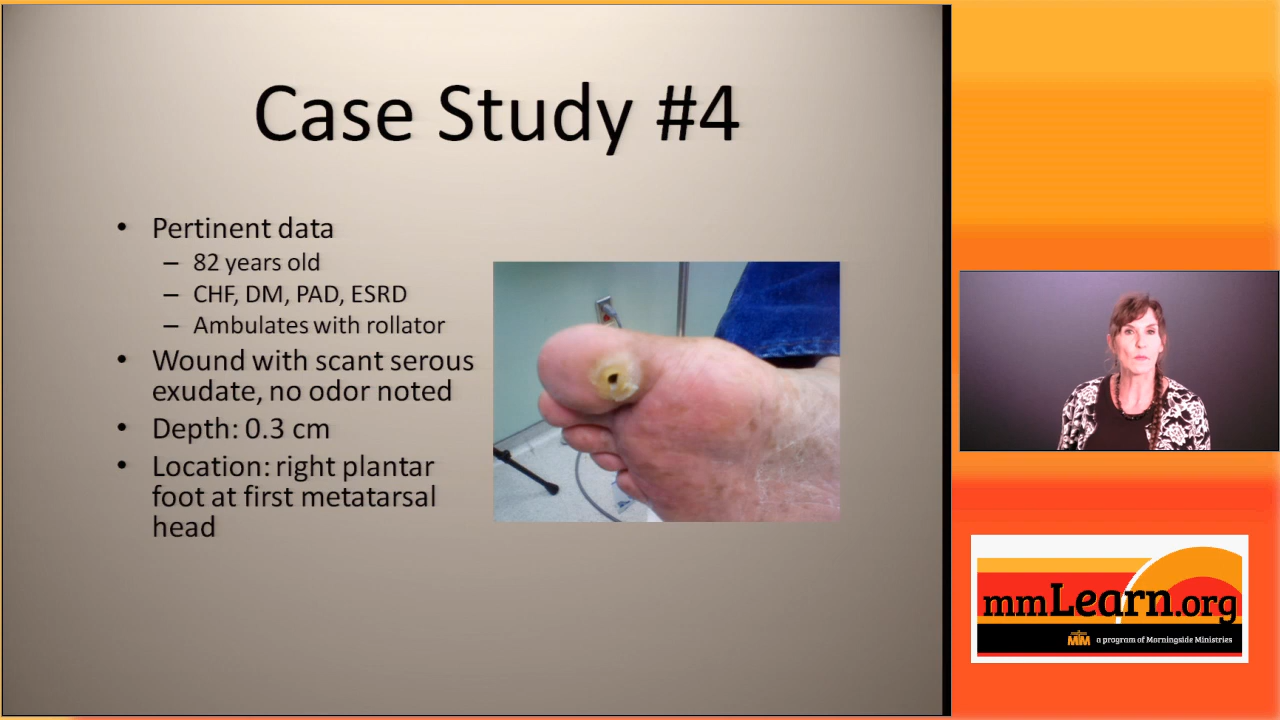 Case Study #4
• Pertinent data
– 82 years old
– CHF, DM, PAD, ESRD
– Ambulates with rollator
• Wound with scant serous
exudate, no odor noted
• Depth: 0.3 cm
• Location: right plantar
foot at first metatarsal
head
mmLearn.org
MM a program of Morningside Ministries